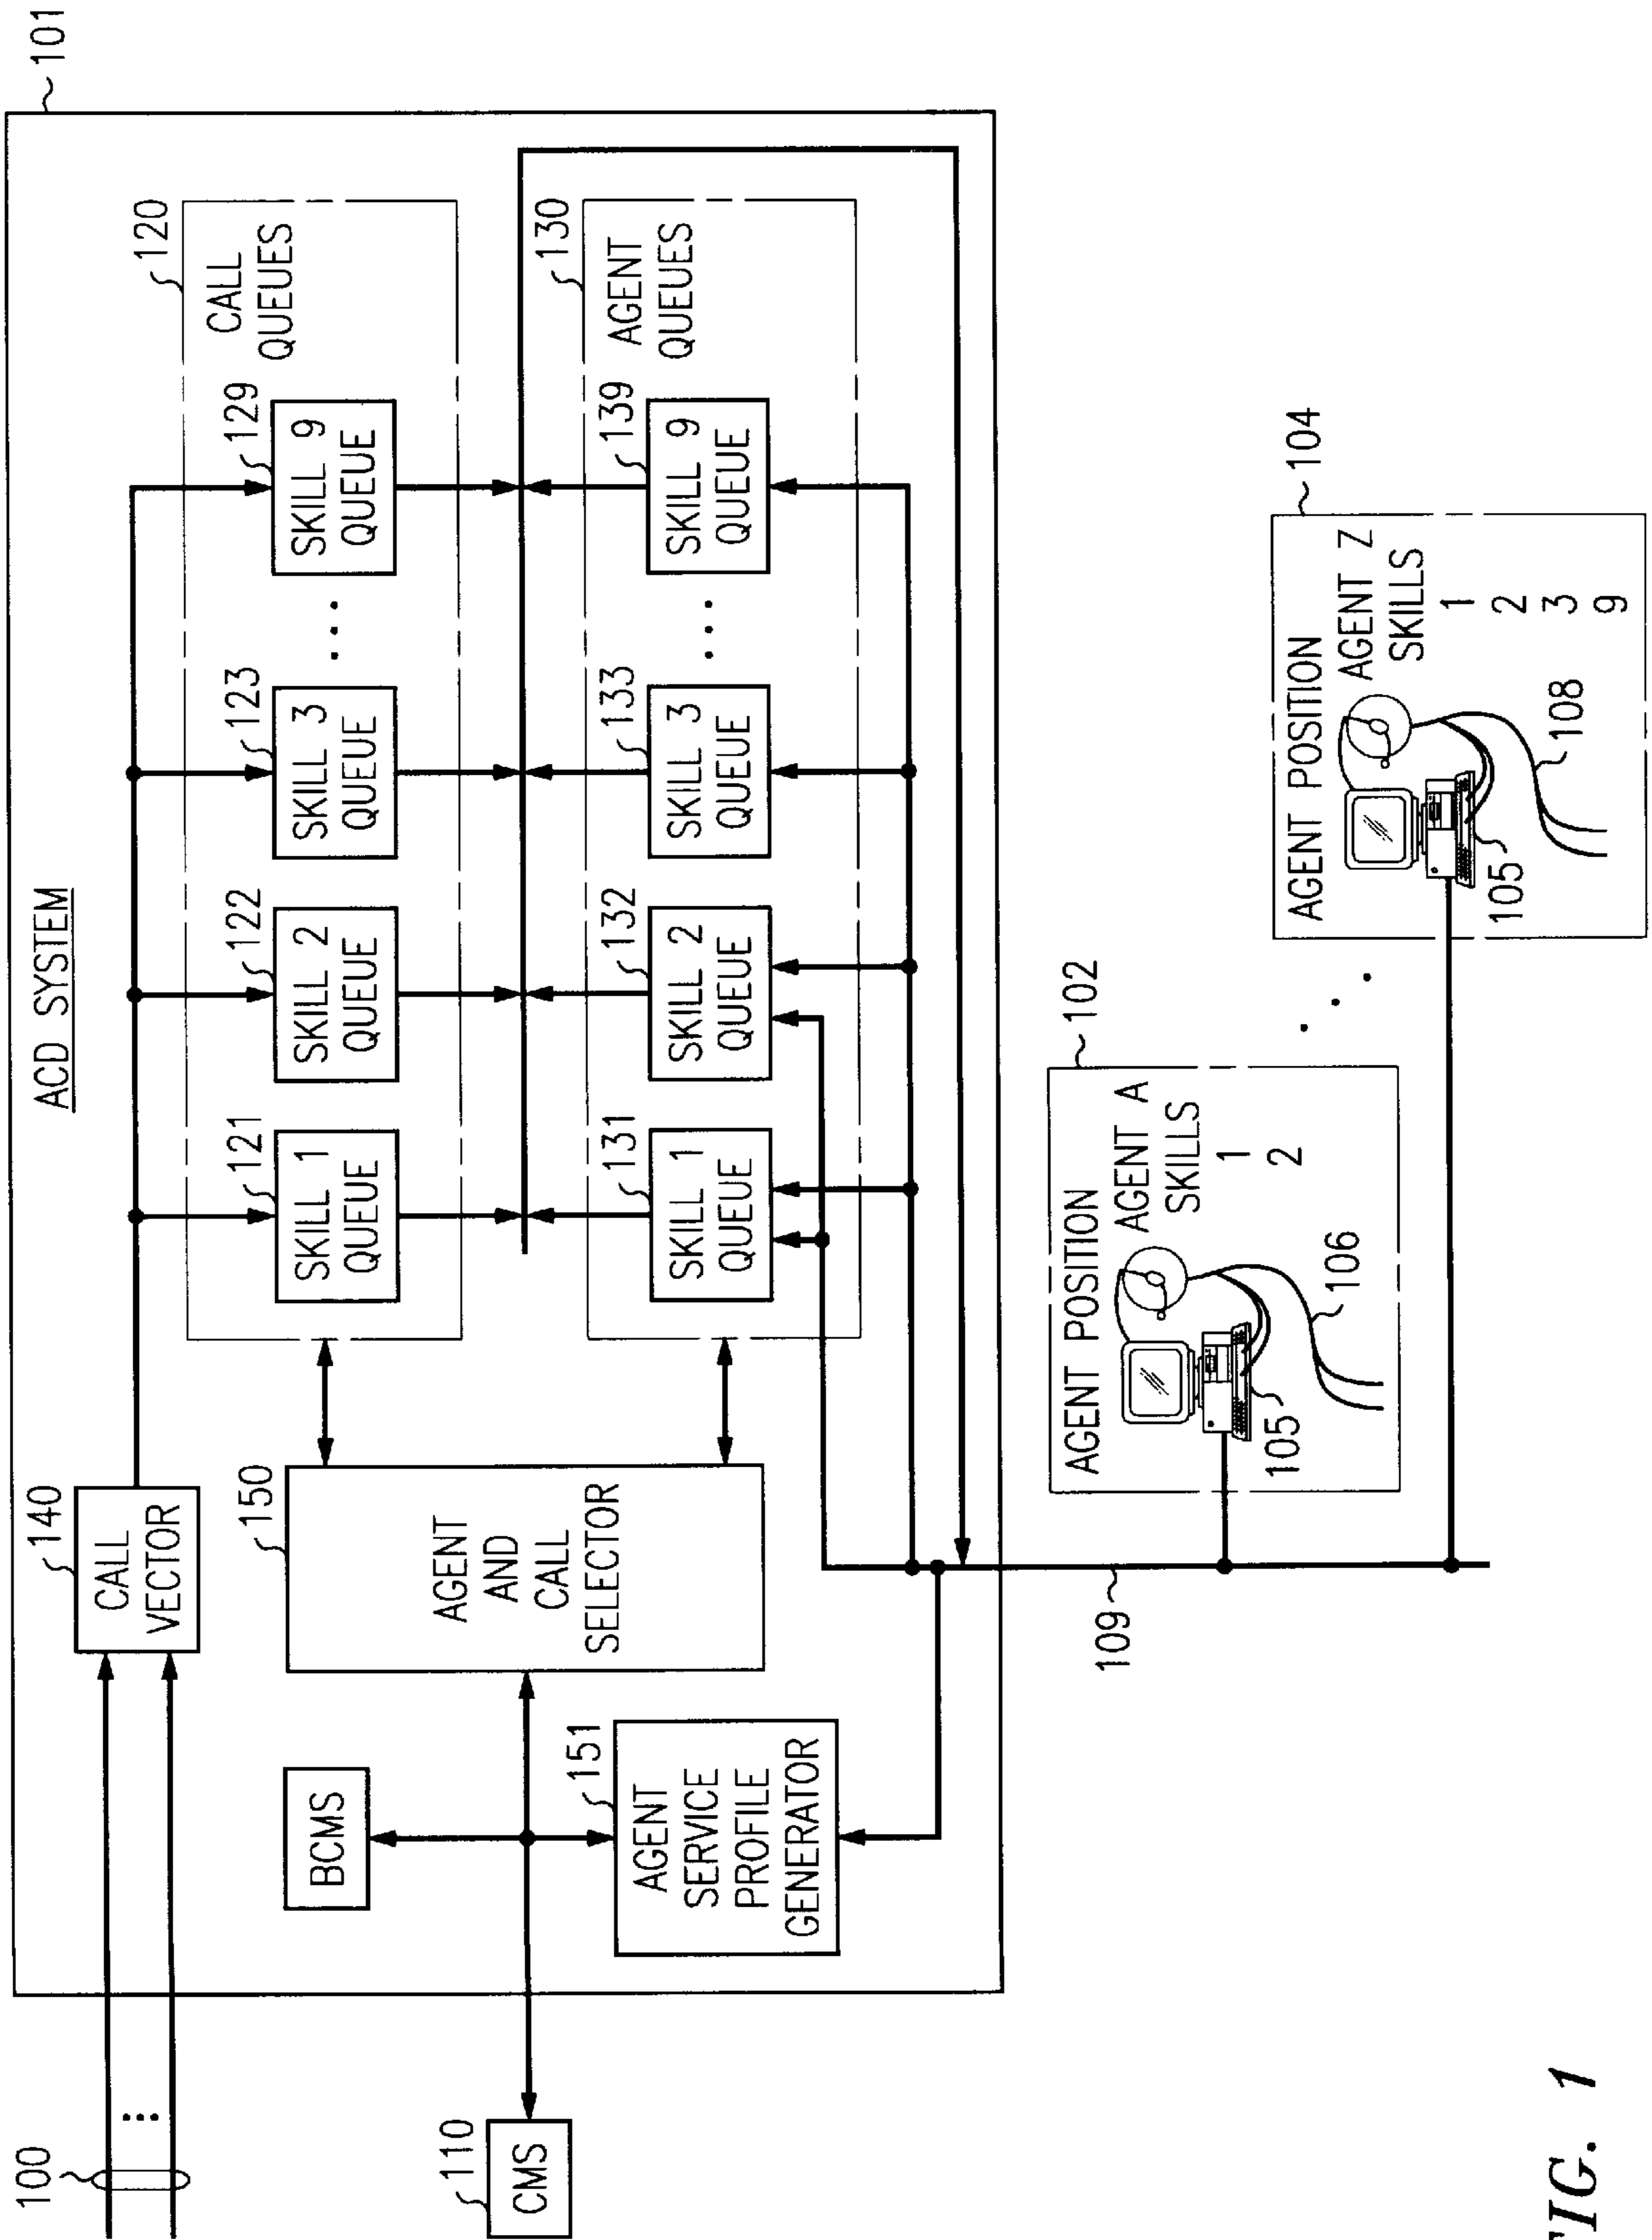 100
101
ACD SYSTEM
140
CALL
VECTOR
120
CALL
QUEUES
121
SKILL 1
QUEUE
122
SKILL 2
QUEUE
123
SKILL 3
QUEUE
129
SKILL 9
QUEUE
110
CMS
BCMS
150
AGENT
AND
CALL
SELECTOR
151
AGENT
SERVICE
PROFILE
GENERATOR
130
AGENT
QUEUES
131
SKILL 1
QUEUE
132
SKILL 2
QUEUE
133
SKILL 3
QUEUE
139
SKILL 9
QUEUE
109
102
AGENT POSITION
AGENT A
SKILLS
1
2
105
106
104
AGENT POSITION
AGENT Z
SKILLS
1
2
3
9
105
108
FIG. 1